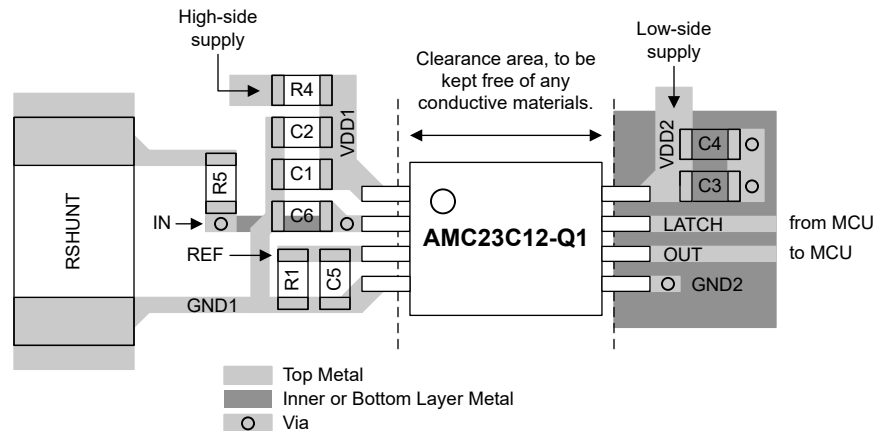 High-side
supply
Clearance area, to be
kept free of any
conductive materials.
Low-side
supply
R4
C2
VDD1
C1
R5
C6
IN
REF
R1
C5
GND1
RSHUNT
AMC23C12-Q1
VDD2
C4
C3
LATCH
from MCU
OUT
to MCU
GND2
Top Metal
Inner or Bottom Layer Metal
Via